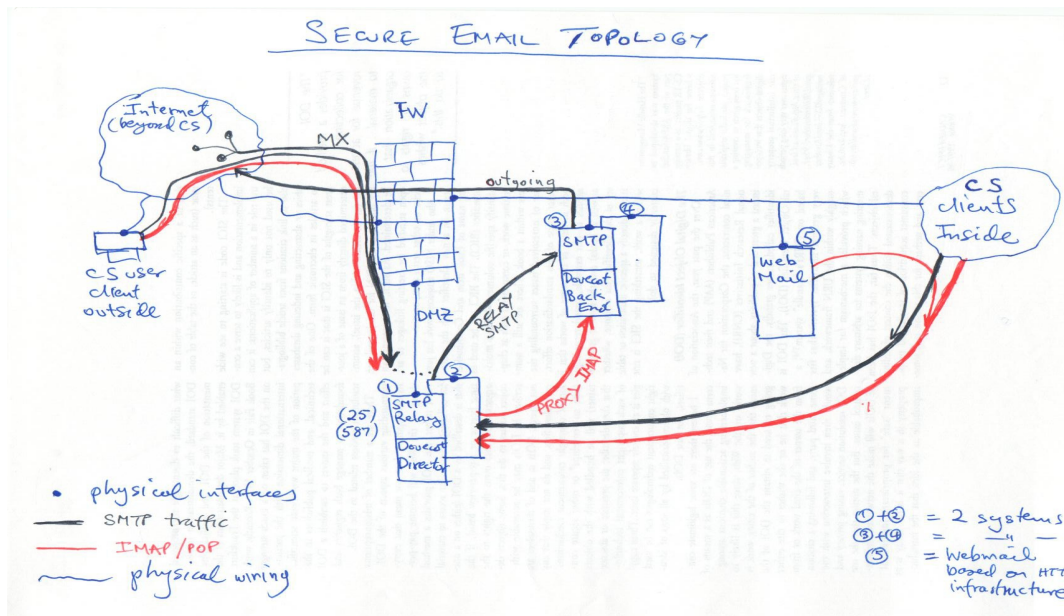 SECURE EMAIL TOPOLOGY
Internet
(beyond CS)
MX
FW
outgoing
CS user
client
outside
DMZ
RELAY
SMTP
③
SMTP
Dovecot
Back
End
④
⑤
Web
Mail
CS
clients
Inside
PROXY IMAP
①
SMTP
Relay
Dovecot
Director
②
(25)
(587)
physical interfaces
SMTP traffic
IMAP/POP
physical wiring
①+② = 2 systems
③+④ = — " —
⑤ = Webmail
based on HTT
infrastructure